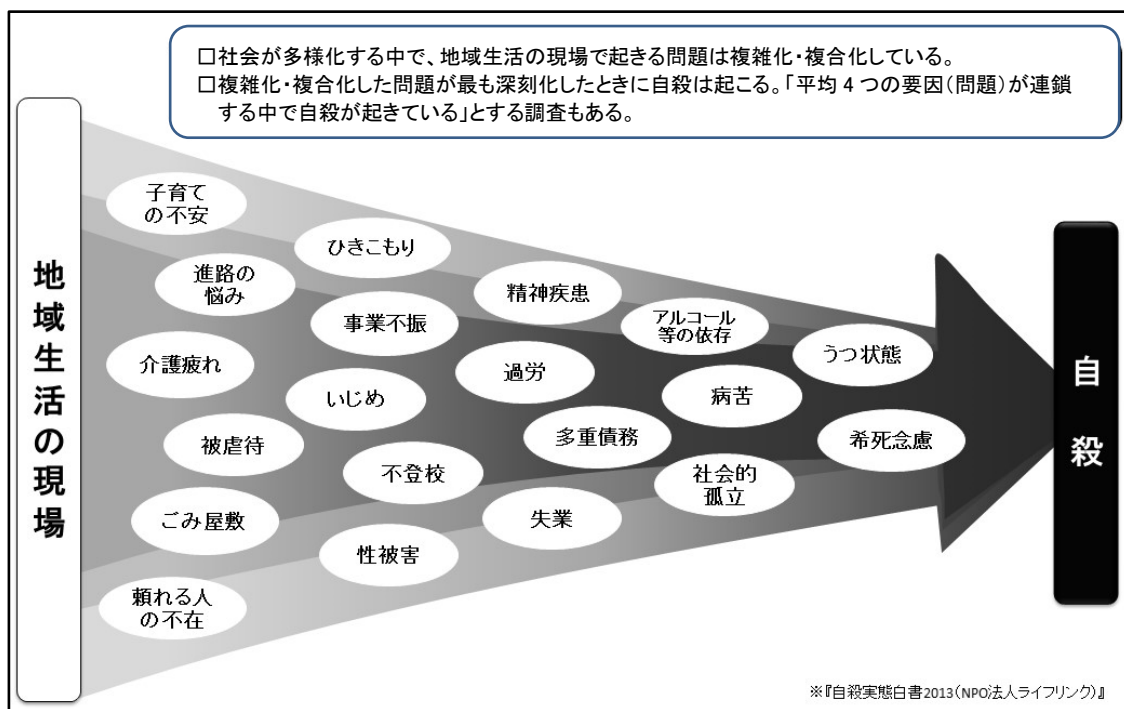 □社会が多様化する中で、地域生活の現場で起きる問題は複雑化・複合化している。
□複雑化・複合化した問題が最も深刻化したときに自殺は起こる。「平均4つの要因(問題)が連鎖
する中で自殺が起きている」とする調査もある。
地域生活の現場
子育て
の不安
進路の
悩み
介護疲れ
被虐待
ごみ屋敷
頼れる人
の不在
ひきこもり
事業不振
いじめ
不登校
性被害
精神疾患
過労
多重債務
失業
アルコール
等の依存
病苦
社会的
孤立
うつ状態
希死念慮
自殺
※『自殺実態白書2013(NPO法人ライフリンク)』